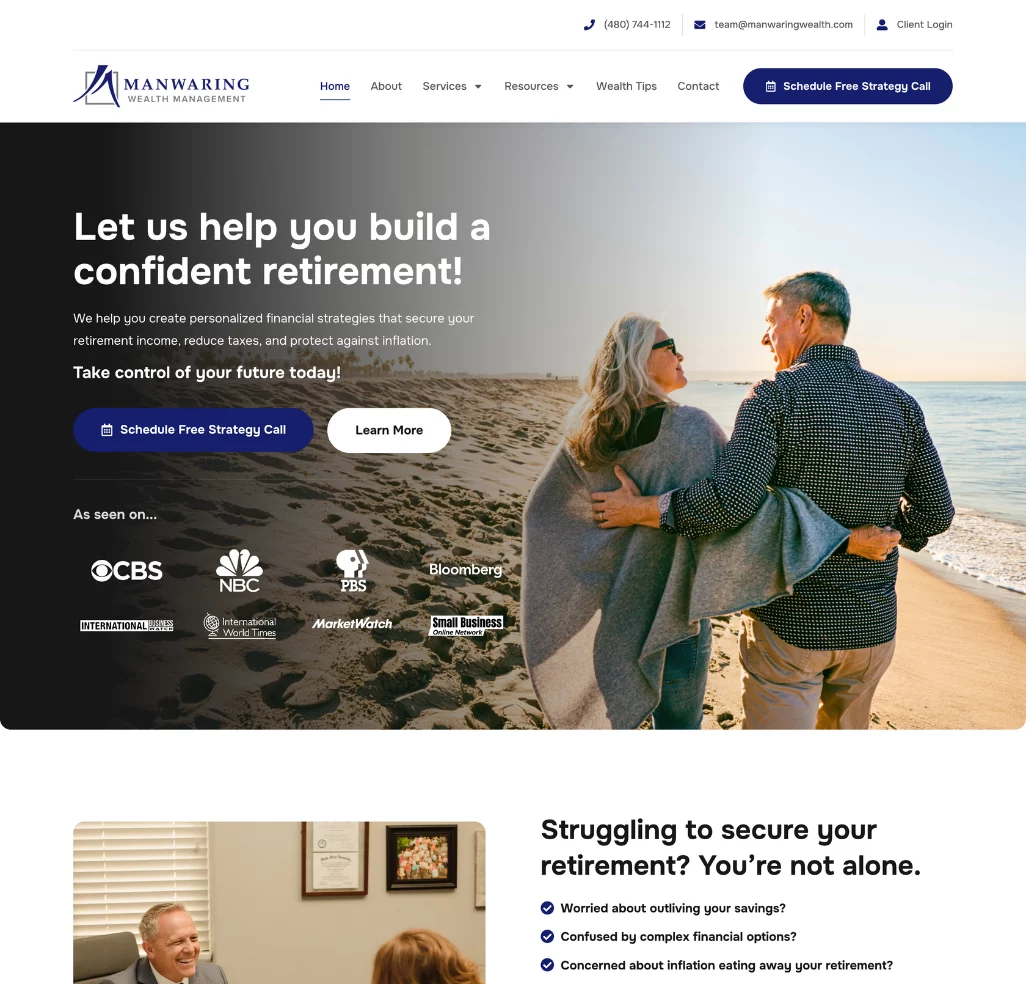 (480) 744-1112
team@manwaringwealth.com
Client Login
MANWARING
WEALTH MANAGEMENT
Home
About
Services
Resources
Wealth Tips
Contact
Schedule Free Strategy Call
Let us help you build a
confident retirement!
We help you create personalized financial strategies that secure your
retirement income, reduce taxes, and protect against inflation.
Take control of your future today!
Schedule Free Strategy Call
Learn More
As seen on...
CBS
NBC
PBS
Bloomberg
INTERNATIONAL BUSINESS
International
World Times
MarketWatch
Small Business
Online Network
Struggling to secure your
retirement? You’re not alone.
Worried about outliving your savings?
Confused by complex financial options?
Concerned about inflation eating away your retirement?